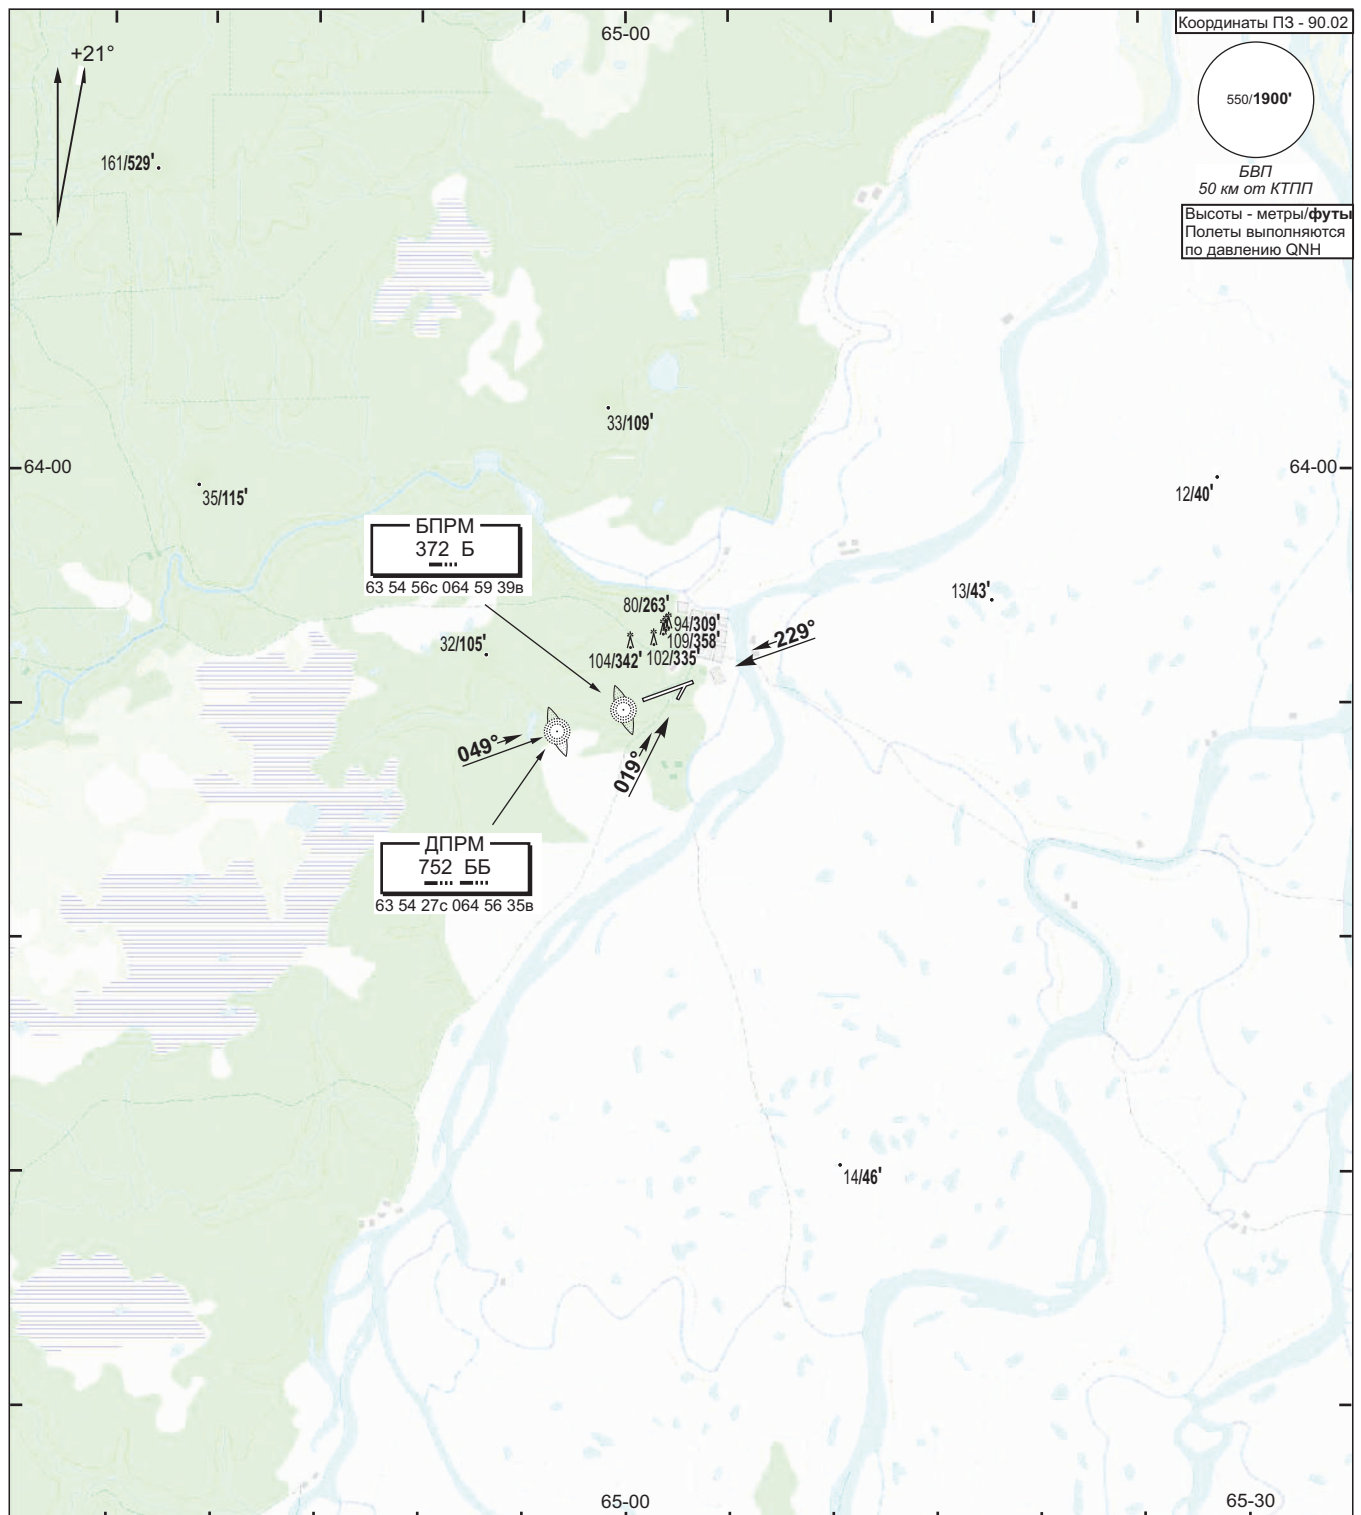 65-00
Координаты ПЗ - 90.02
+21°
550/1900'
161/529'
БВП
50 км от КТПП
Высоты - метры/футы
Полеты выполняются
по давлению QNH
33/109'
64-00
64-00
35/115'
12/40'
БПРМ
372 Б
63 54 56с 064 59 39в
13/43'
80/263'
94/309'
109/358'
229°
32/105'
104/342'
102/335'
049°
019°
ДПРМ
752 ББ
63 54 27с 064 56 35в
14/46'
65-00
65-30